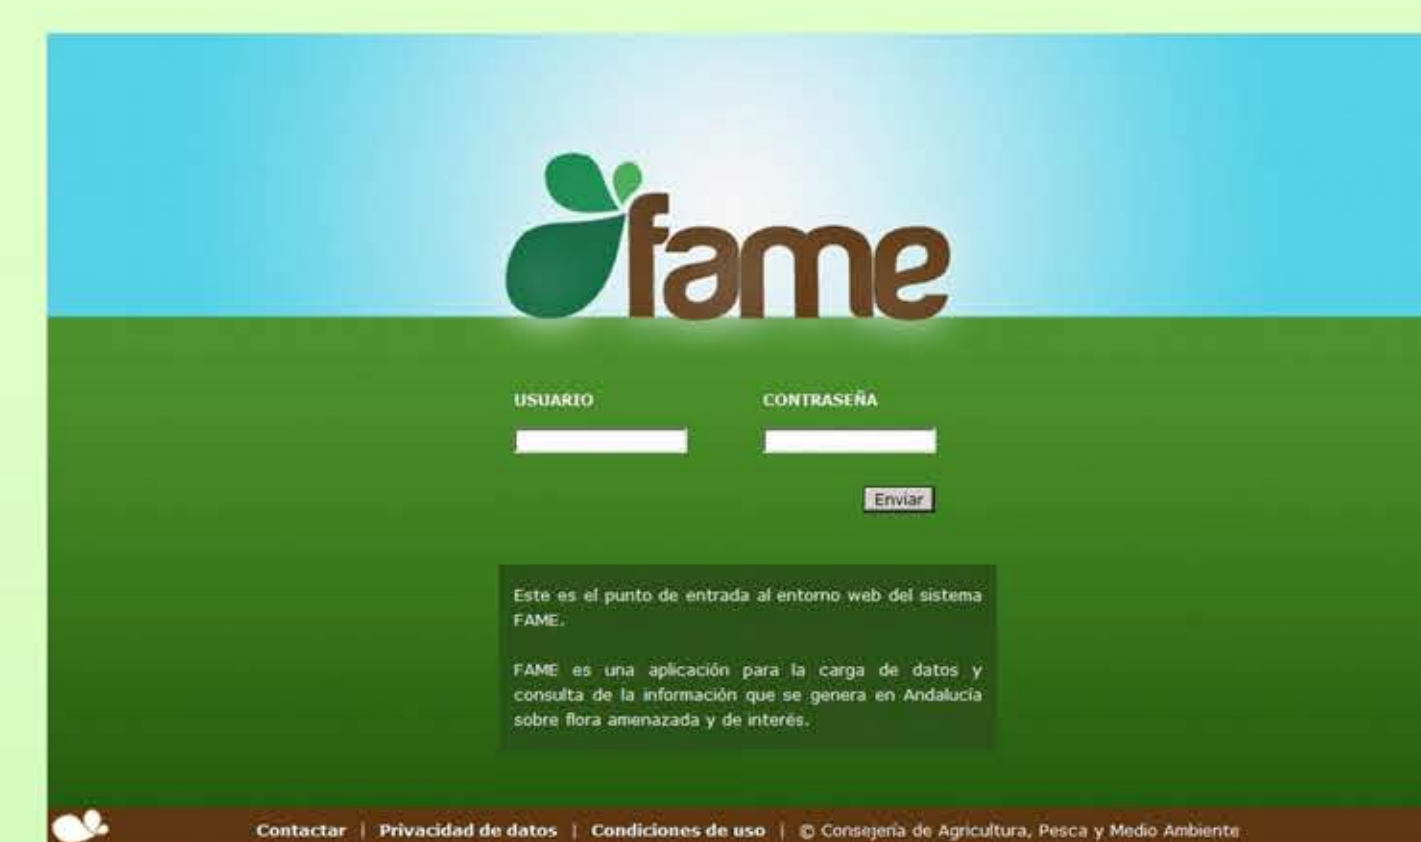 fame
USUARIO CONTRASEÑA
Enviar
Este es el punto de entrada al entorno web del sistema
FAME.
FAME es una aplicación para la carga de datos y
consulta de la información que se genera en Andalucía
sobre flora amenazada y de interés.
Contactar | Privacidad de datos | Condiciones de uso | © Consejería de Agricultura, Pesca y Medio Ambiente